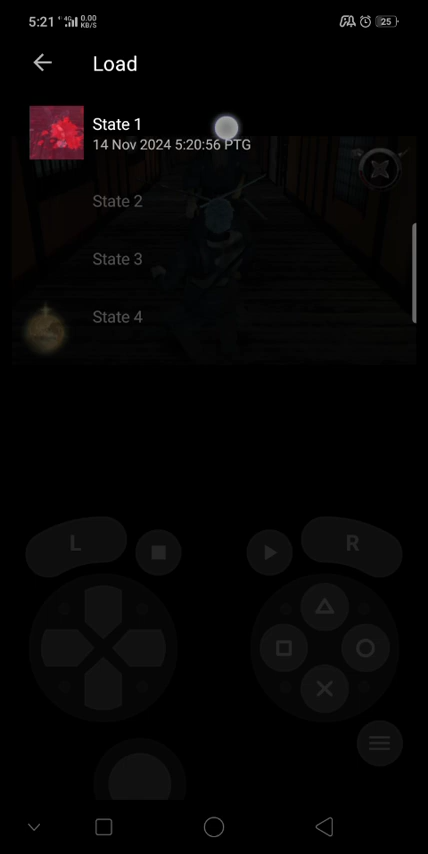 5:21 4G 0.00 KB/S 25
Load
State 1
14 Nov 2024 5:20:56 PTG
State 2
State 3
State 4
L R